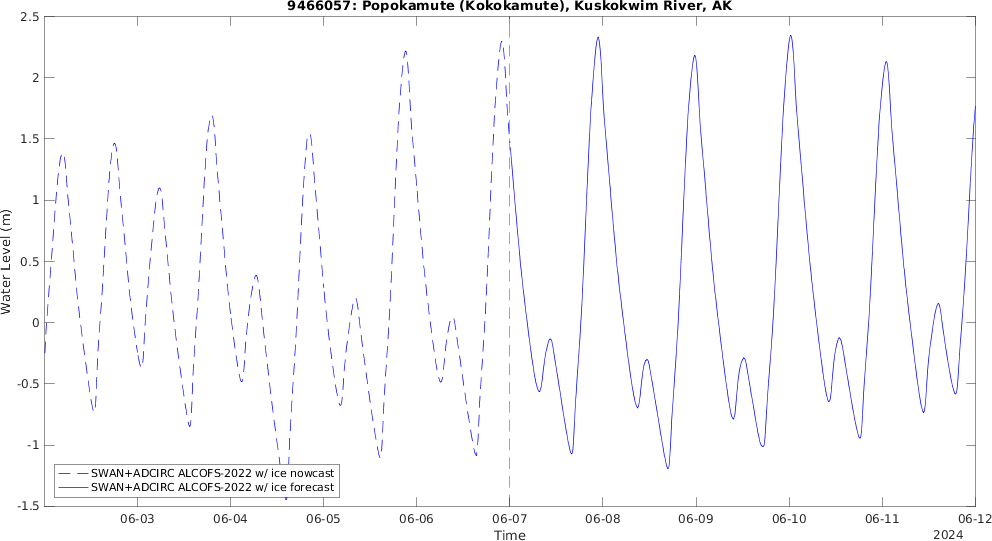 9466057: Popokamute (Kokokamute), Kuskokwim River, AK
2.5
2
1.5
1
0.5
0
-0.5
-1
-1.5
Water Level (m)
SWAN+ADCIRC ALCOFS-2022 w/ ice nowcast
SWAN+ADCIRC ALCOFS-2022 w/ ice forecast
06-03 06-04 06-05 06-06 06-07 06-08 06-09 06-10 06-11 06-12
Time
2024